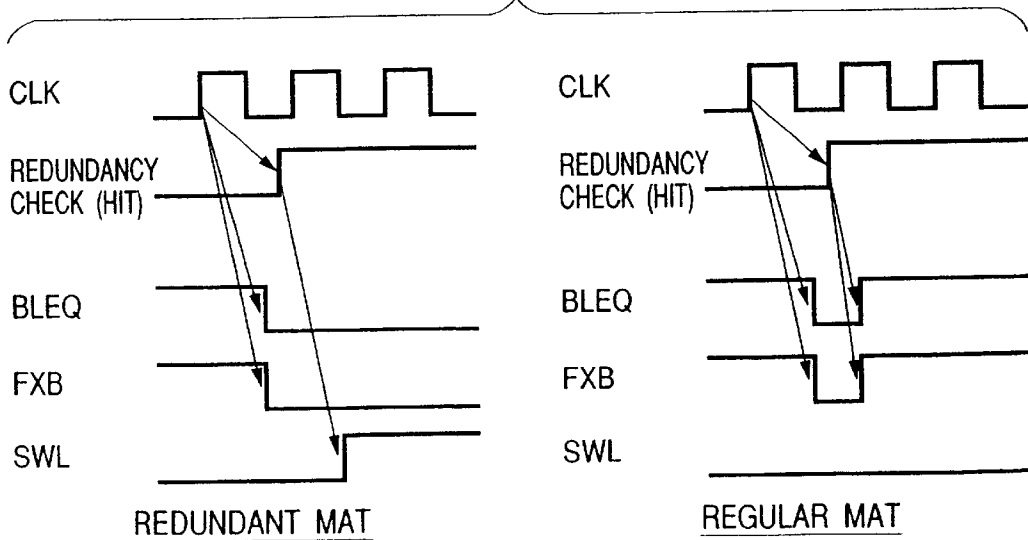 CLK
REDUNDANCY
CHECK (HIT)
BLEQ
FXB
SWL
REDUNDANT MAT
CLK
REDUNDANCY
CHECK (HIT)
BLEQ
FXB
SWL
REGULAR MAT